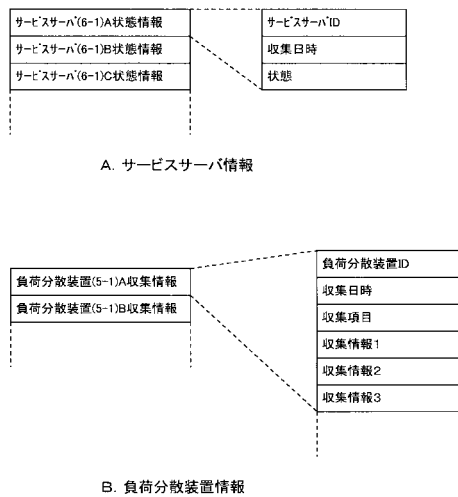 サービスサーバ(6-1)A状態情報
サービスサーバ(6-1)B状態情報
サービスサーバ(6-1)C状態情報
サービスサーバID
収集日時
状態
A. サービスサーバ情報
負荷分散装置(5-1)A収集情報
負荷分散装置(5-1)B収集情報
負荷分散装置ID
収集日時
収集項目
収集情報1
収集情報2
収集情報3
B. 負荷分散装置情報